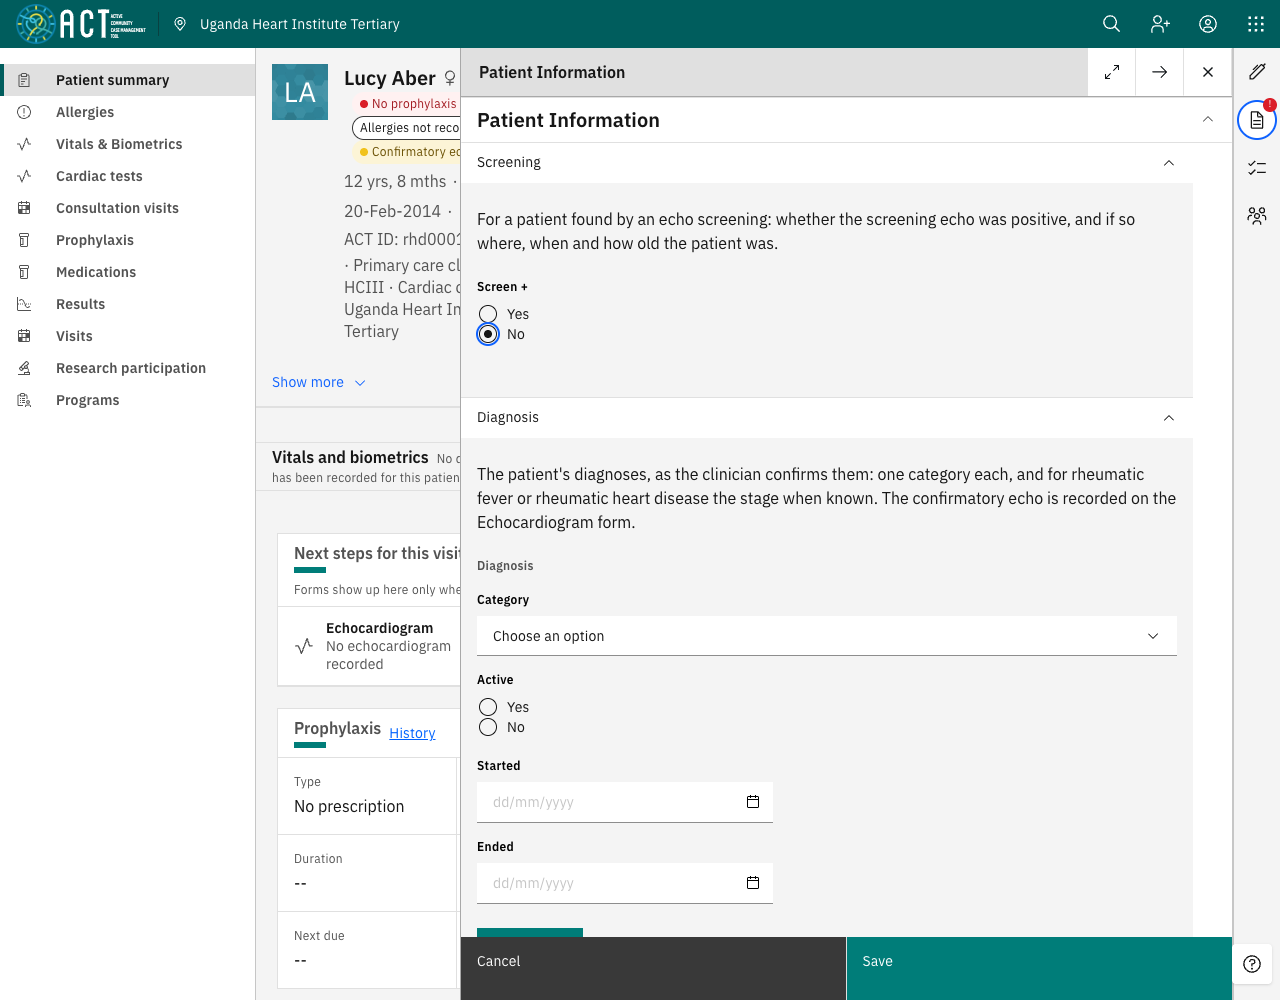 ACT ACTIVE COMMUNITY CASE MANAGEMENT TOOL
Uganda Heart Institute Tertiary
Patient summary
Allergies
Vitals & Biometrics
Cardiac tests
Consultation visits
Prophylaxis
Medications
Results
Visits
Research participation
Programs
LA
Lucy Aber
No prophylaxis
Allergies not reco
Confirmatory ec
12 yrs, 8 mths ·
20-Feb-2014 ·
ACT ID: rhd0001
· Primary care cl
HCIII · Cardiac c
Uganda Heart In
Tertiary
Show more
Vitals and biometrics No d
has been recorded for this patien
Next steps for this visit
Forms show up here only whe
Echocardiogram
No echocardiogram
recorded
Prophylaxis History
Type
No prescription
Duration
--
Next due
--
Patient Information
Patient Information
Screening
For a patient found by an echo screening: whether the screening echo was positive, and if so
where, when and how old the patient was.
Screen +
Yes
No
Diagnosis
The patient's diagnoses, as the clinician confirms them: one category each, and for rheumatic
fever or rheumatic heart disease the stage when known. The confirmatory echo is recorded on the
Echocardiogram form.
Diagnosis
Category
Choose an option
Active
Yes
No
Started
dd/mm/yyyy
Ended
dd/mm/yyyy
Cancel
Save